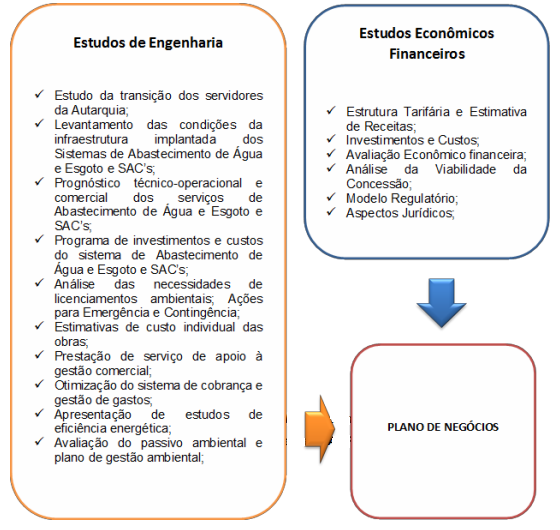 Estudos de Engenharia
✓ Estudo da transição dos servidores
da Autarquia;
✓ Levantamento das condições da
infraestrutura implantada dos
Sistemas de Abastecimento de Água
e Esgoto e SAC's;
✓ Prognóstico técnico-operacional e
comercial dos serviços de
Abastecimento de Água e Esgoto e
SAC's;
✓ Programa de investimentos e custos
do sistema de Abastecimento de
Água e Esgoto e SAC's;
✓ Análise das necessidades de
licenciamentos ambientais; Ações
para Emergência e Contingência;
✓ Estimativas de custo individual das
obras;
✓ Prestação de serviço de apoio à
gestão comercial;
✓ Otimização do sistema de cobrança e
gestão de gastos;
✓ Apresentação de estudos de
eficiência energética;
✓ Avaliação do passivo ambiental e
plano de gestão ambiental;
Estudos Econômicos
Financeiros
✓ Estrutura Tarifária e Estimativa
de Receitas;
✓ Investimentos e Custos;
✓ Avaliação Econômico financeira;
✓ Análise da Viabilidade da
Concessão;
✓ Modelo Regulatório;
✓ Aspectos Jurídicos;
PLANO DE NEGÓCIOS